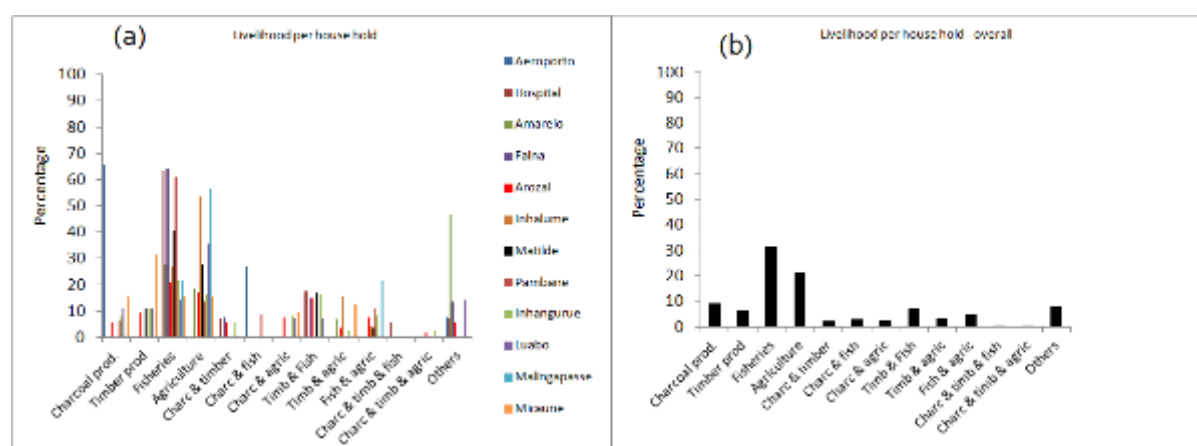 (a)
Livelihood per house hold
Percentage
100
90
80
70
60
50
40
30
20
10
0
Charcoal prod.
Timber prod
Fisheries
Agriculture
Charc & timber
Charc & fish
Charc & agric
Timb & Fish
Timb & agric
Fish & agric
Charc & timb & fish
Charc & timb & agric
Others
Aeroporto
Hospital
Amarelo
Faina
Arozal
Inhalume
Matilde
Pambane
Inhangurue
Luabo
Malingapasse
Micaune
(b)
Livelihood per house hold - overall
Percentage
100
90
80
70
60
50
40
30
20
10
0
Charcoal prod.
Timber prod
Fisheries
Agriculture
Charc & timber
Charc & fish
Charc & agric
Timb & Fish
Timb & agric
Fish & agric
Charc & timb & fish
Charc & timb & agric
Others